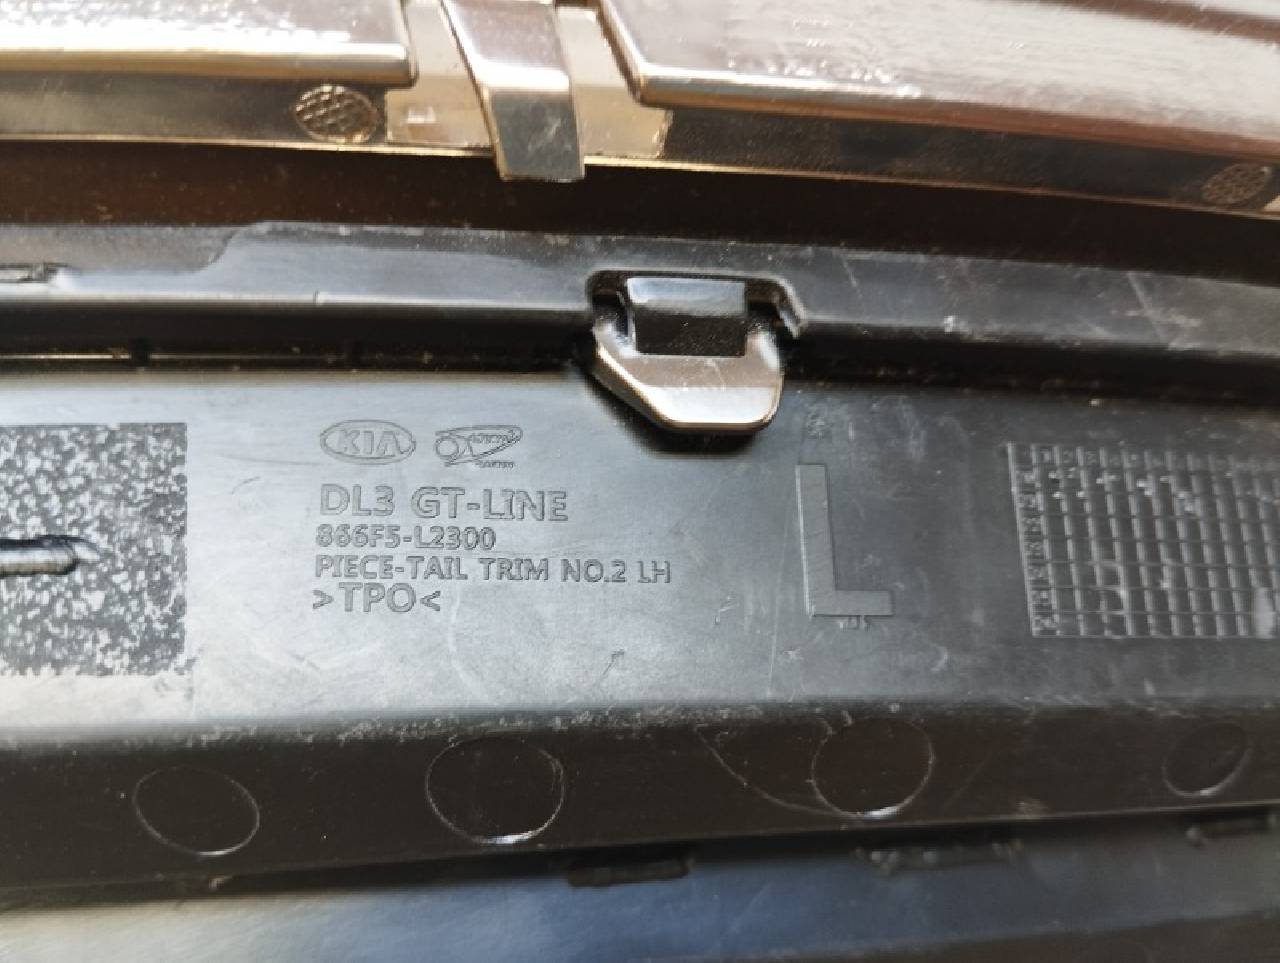 KIA
DL3 GT-LINE
866F5-L2300
PIECE-TAIL TRIM NO.2 LH
>TPO<
L